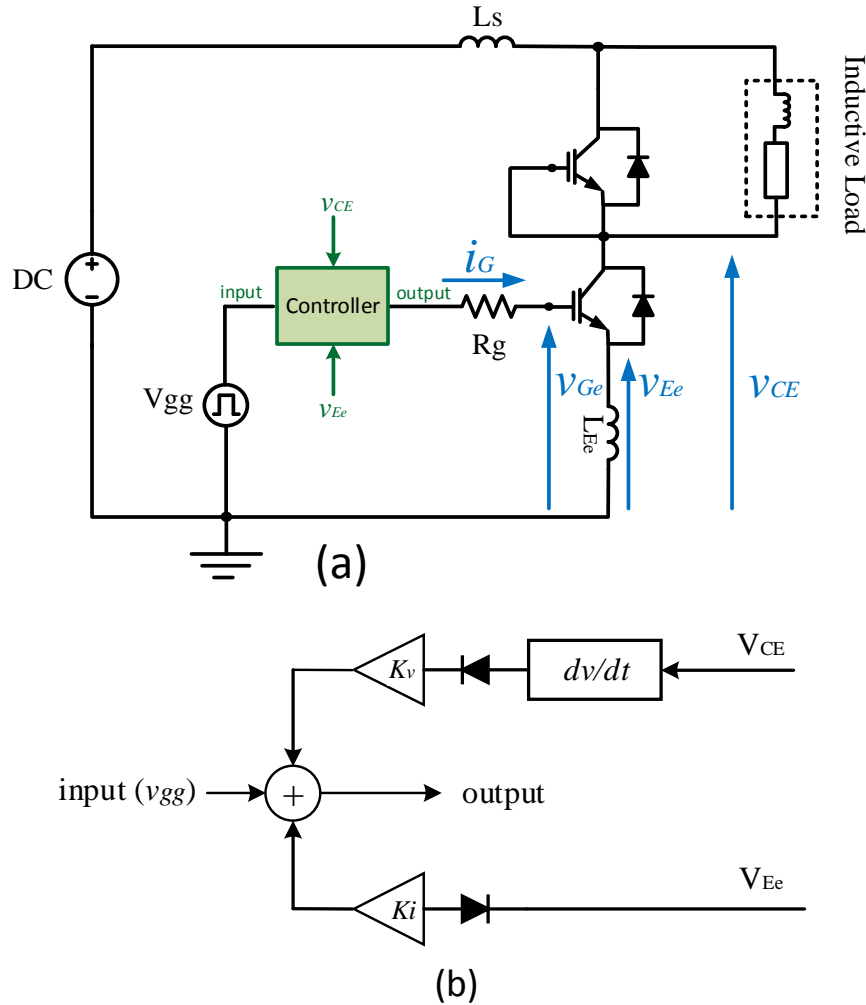 Ls
Inductive Load
DC
vCE
input
Controller
output
iG
Rg
Vgg
vEe
vGe
vEe
vCE
LEe
(a)
VCE
Kv
dv/dt
input (vgg)
+
output
Ki
VEe
(b)